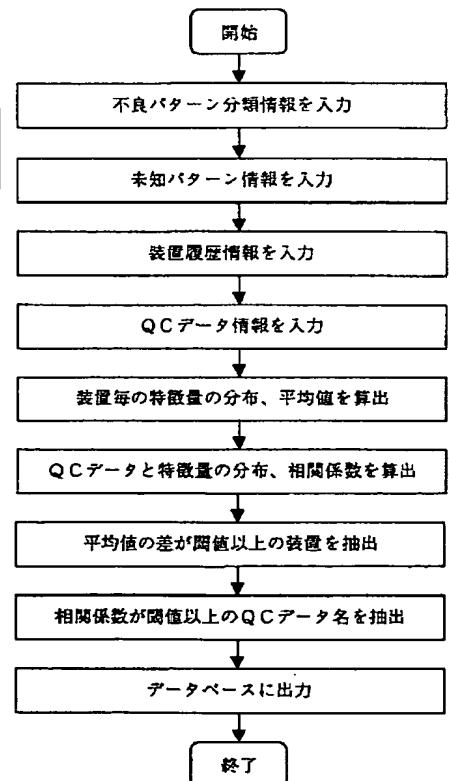 開始
不良パターン分類情報を入力
未知パターン情報を入力
装置履歴情報を入力
QCデータ情報を入力
装置毎の特徴量の分布、平均値を算出
QCデータと特徴量の分布、相関係数を算出
平均値の差が閾値以上の装置を抽出
相関係数が閾値以上のQCデータ名を抽出
データベースに出力
終了